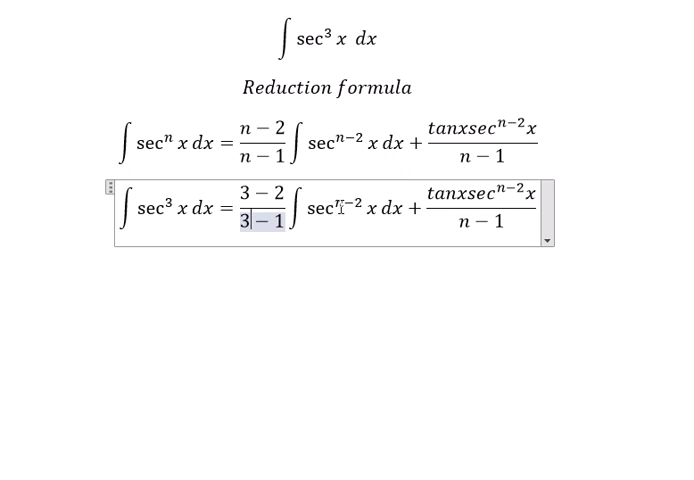 ∫ sec³ x dx
Reduction formula
∫ secⁿ x dx = (n − 2)/(n − 1) ∫ secⁿ⁻² x dx + (tanxsecⁿ⁻²x)/(n − 1)
∫ sec³ x dx = (3 − 2)/(3 − 1) ∫ secⁿ⁻² x dx + (tanxsecⁿ⁻²x)/(n − 1)